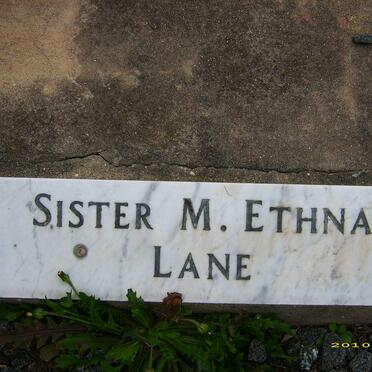 SISTER M. ETHNA
LANE
2010